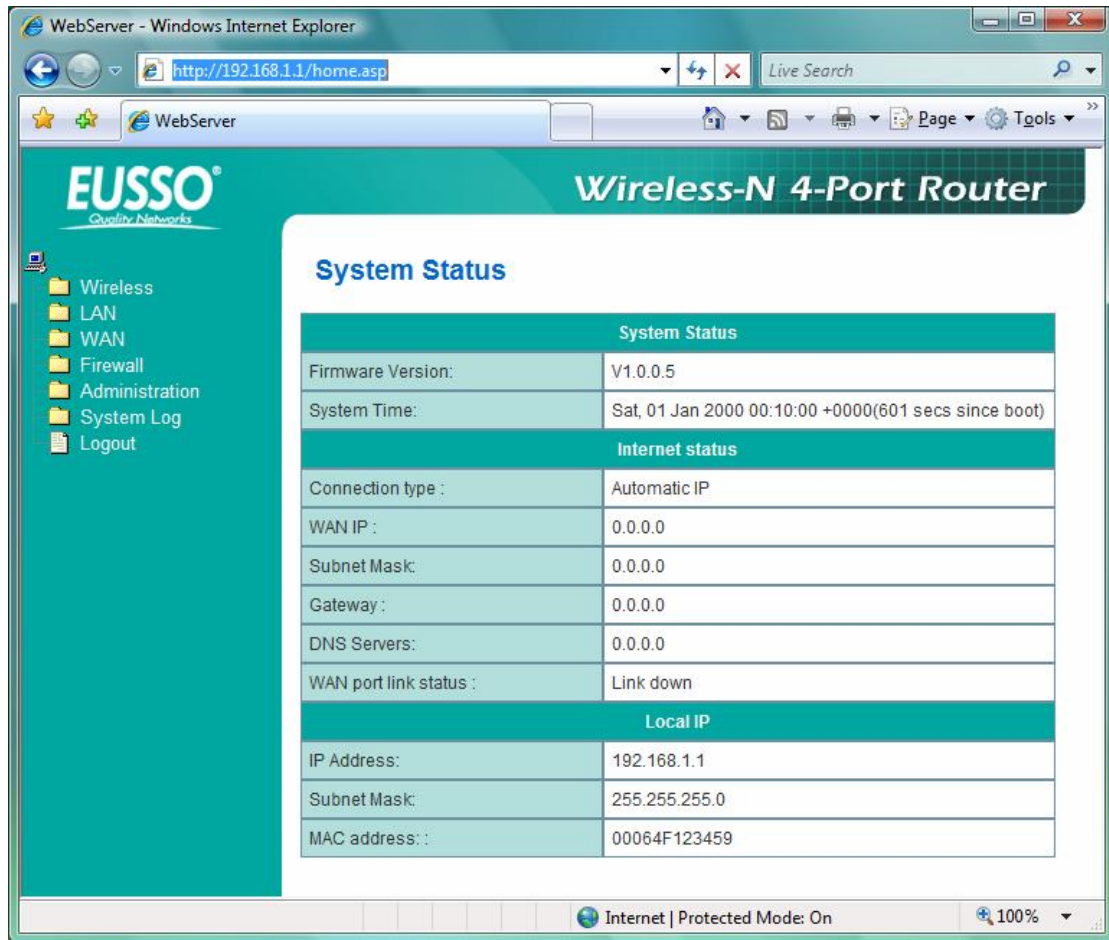 WebServer - Windows Internet Explorer
http://192.168.1.1/home.asp
Live Search
WebServer
Page
Tools
EUSSO®
Quality Networks
Wireless-N 4-Port Router
Wireless
LAN
WAN
Firewall
Administration
System Log
Logout
System Status
System Status
Firmware Version: V1.0.0.5
System Time: Sat, 01 Jan 2000 00:10:00 +0000(601 secs since boot)
Internet status
Connection type : Automatic IP
WAN IP : 0.0.0.0
Subnet Mask: 0.0.0.0
Gateway : 0.0.0.0
DNS Servers: 0.0.0.0
WAN port link status : Link down
Local IP
IP Address: 192.168.1.1
Subnet Mask: 255.255.255.0
MAC address: : 00064F123459
Internet | Protected Mode: On
100%